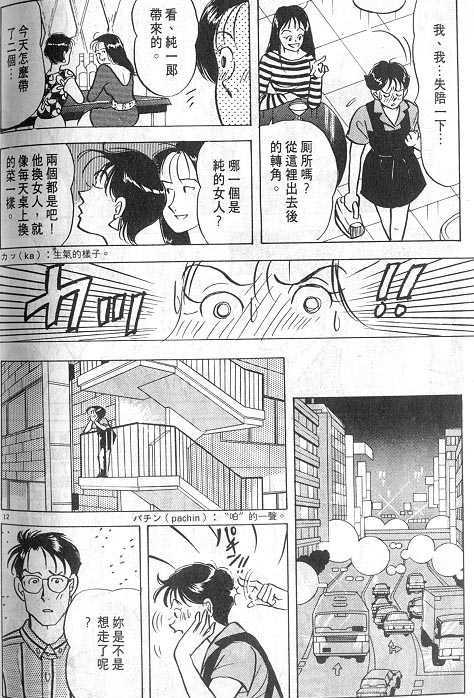 我、我…失陪一下…
廁所嗎？
從這裡出去後
的轉角。
看、純一郎
帶來的。
今天怎麼帶
了二個…
哪一個是
純的女人？
兩個都是吧！
他換女人，就
像每天桌上換
的菜一樣。
カッ(ka)：生氣的樣子。
カッ
!!
12
パチン(pachin)：“啪”的一聲。
パチン
妳是不是
想走了呢
？